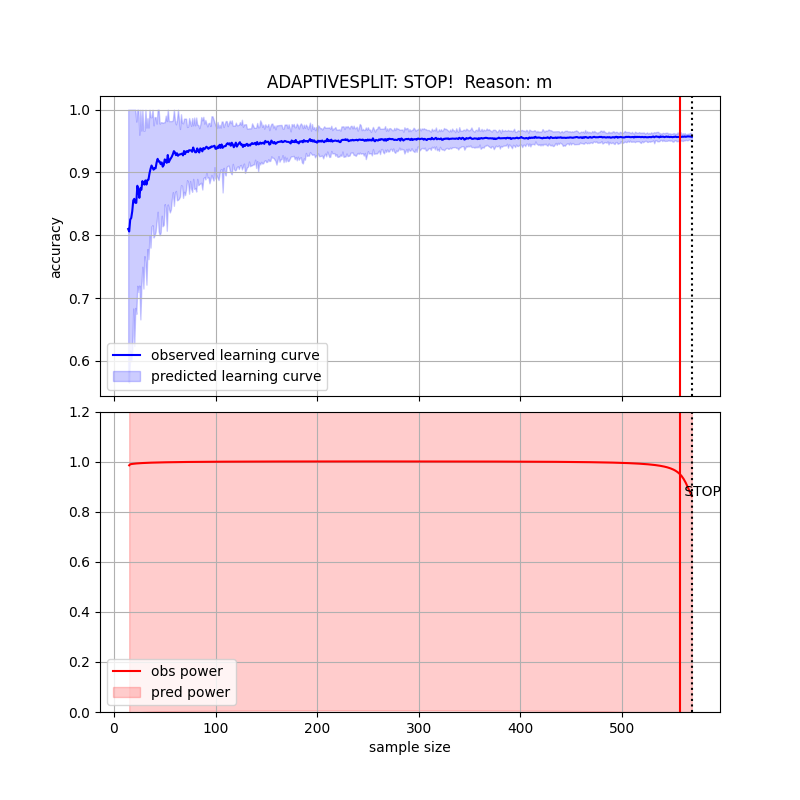 ADAPTIVESPLIT: STOP!  Reason: m
1.0
0.9
0.8
0.7
0.6
accuracy
observed learning curve
predicted learning curve
1.2
1.0
0.8
0.6
0.4
0.2
0.0
STOP
obs power
pred power
0 100 200 300 400 500
sample size